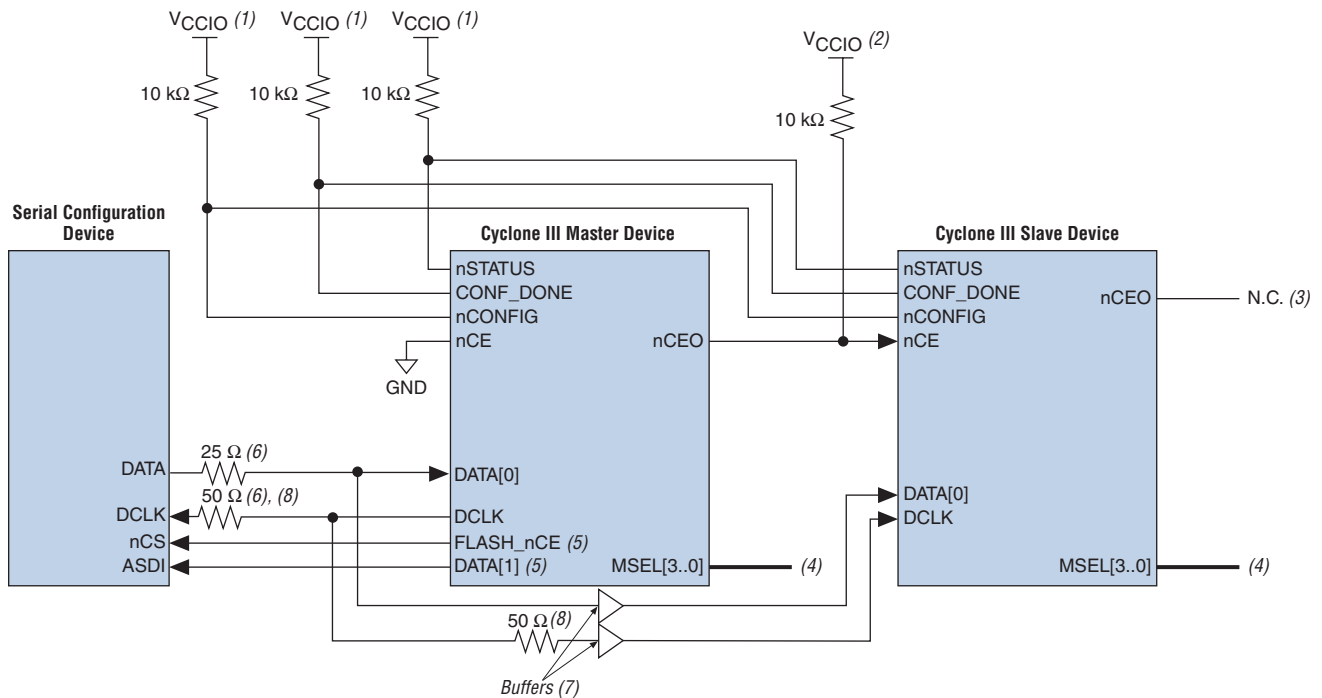 VCCIO (1)
VCCIO (1)
VCCIO (1)
VCCIO (2)
10 kΩ
10 kΩ
10 kΩ
10 kΩ
Serial Configuration
Device
DATA
DCLK
nCS
ASDI
25 Ω (6)
50 Ω (6), (8)
Cyclone III Master Device
nSTATUS
CONF_DONE
nCONFIG
nCE
GND
nCEO
DATA[0]
DCLK
FLASH_nCE (5)
DATA[1] (5)
MSEL[3..0]
(4)
50 Ω (8)
Buffers (7)
Cyclone III Slave Device
nSTATUS
CONF_DONE
nCONFIG
nCE
nCEO
N.C. (3)
DATA[0]
DCLK
MSEL[3..0]
(4)